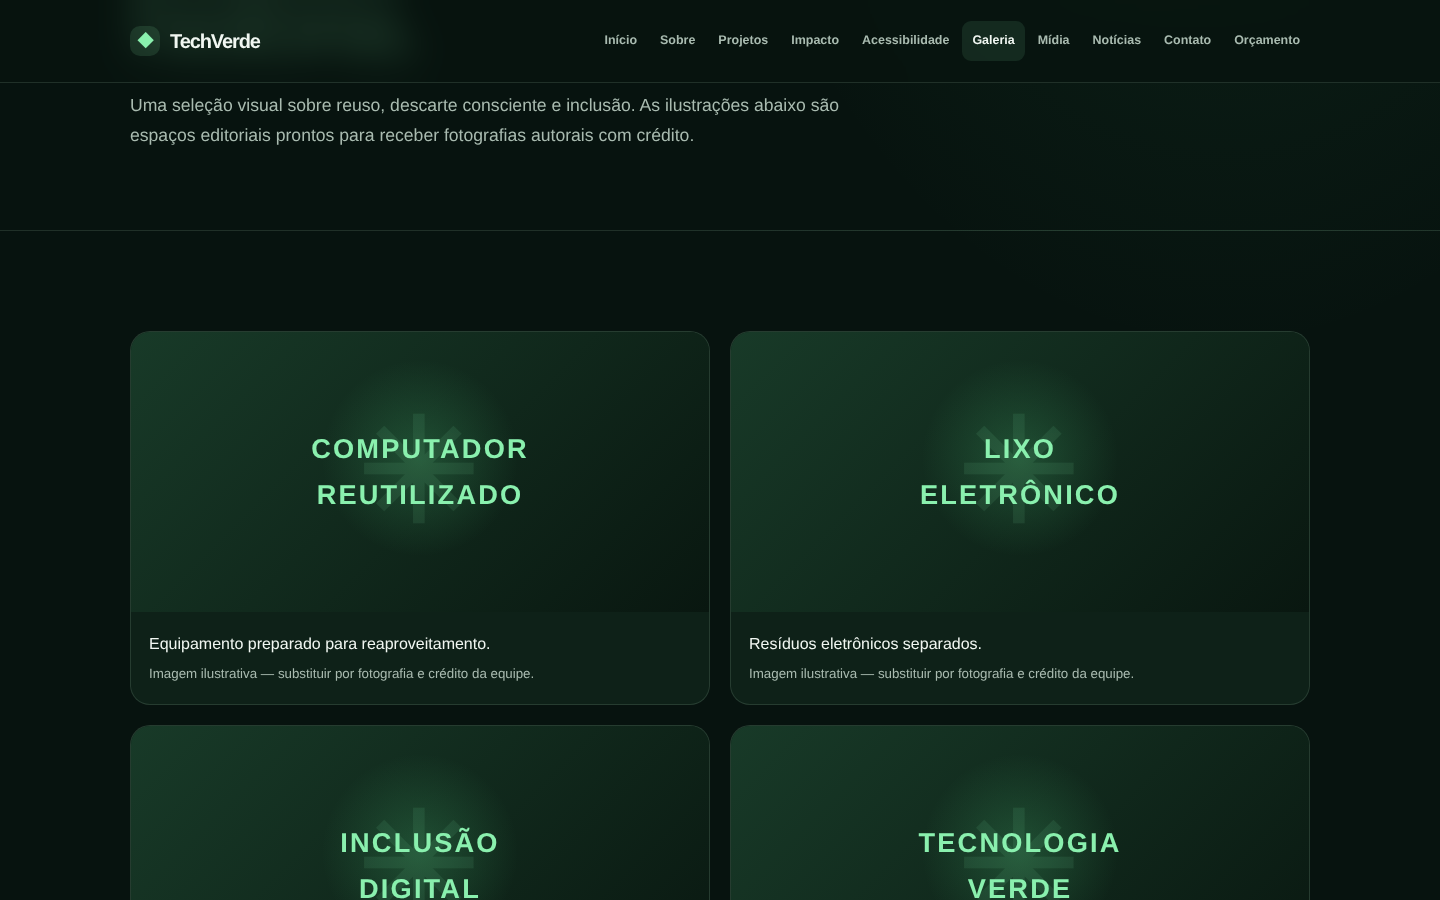 TechVerde
Início Sobre Projetos Impacto Acessibilidade Galeria Mídia Notícias Contato Orçamento
Uma seleção visual sobre reuso, descarte consciente e inclusão. As ilustrações abaixo são
espaços editoriais prontos para receber fotografias autorais com crédito.
COMPUTADOR
REUTILIZADO
Equipamento preparado para reaproveitamento.
Imagem ilustrativa — substituir por fotografia e crédito da equipe.
LIXO
ELETRÔNICO
Resíduos eletrônicos separados.
Imagem ilustrativa — substituir por fotografia e crédito da equipe.
INCLUSÃO
DIGITAL
TECNOLOGIA
VERDE